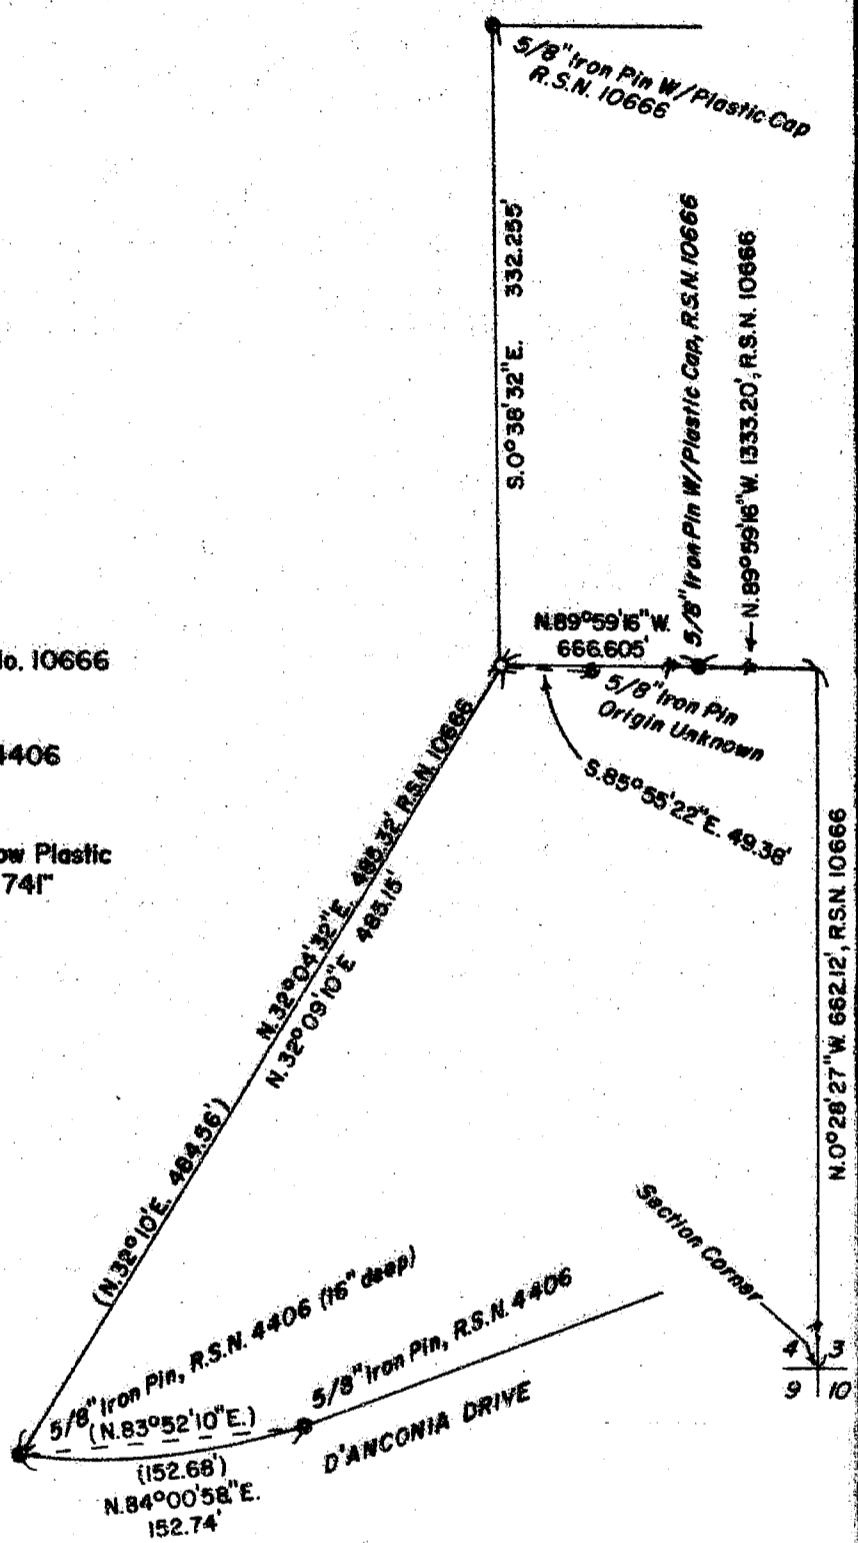 5/8" Iron Pin W/Plastic Cap
R.S.N. 10666
S.0°38'32"E. 332.255'
5/8" Iron Pin W/Plastic Cap, R.S.N. 10666
N.89°59'16"W. 1333.20', R.S.N. 10666
N.89°59'16"W.
666.605'
5/8" Iron Pin
Origin Unknown
S.85°55'22"E. 49.38'
No. 10666
4406
ow Plastic
741"
N.32°04'32"E. 485.32' R.S.N. 10666
N.32°09'10"E. 485.15'
(N.32°10'E. 484.56')
N.0°28'27"W. 662.12', R.S.N. 10666
Section Corner
4 3
9 10
5/8" Iron Pin, R.S.N. 4406 (16" deep)
5/8" Iron Pin, R.S.N. 4406
(N.83°52'10"E.)
D'ANCONIA DRIVE
(152.68')
N.84°00'58"E.
152.74'